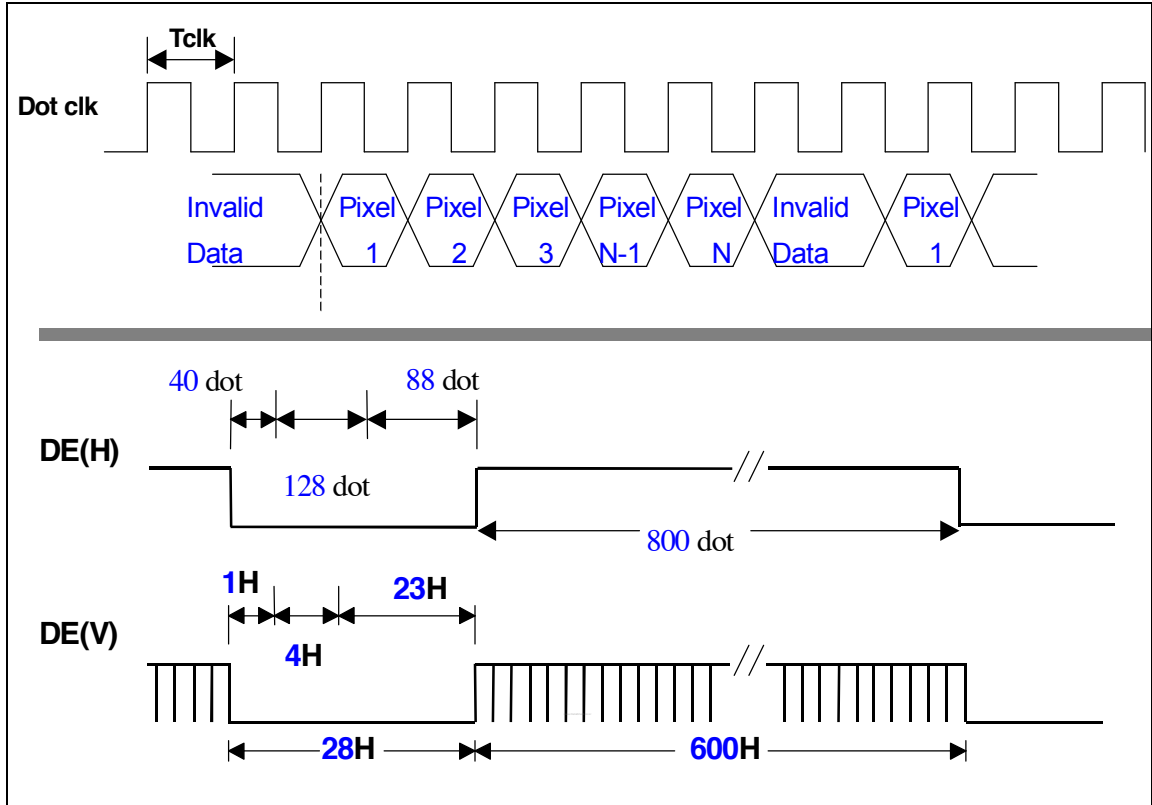 Tclk
Dot clk
Invalid Pixel Pixel Pixel Pixel Pixel Invalid Pixel
Data 1 2 3 N-1 N Data 1
40 dot 88 dot
DE(H)
128 dot
800 dot
1H 23H
DE(V)
4H
28H 600H